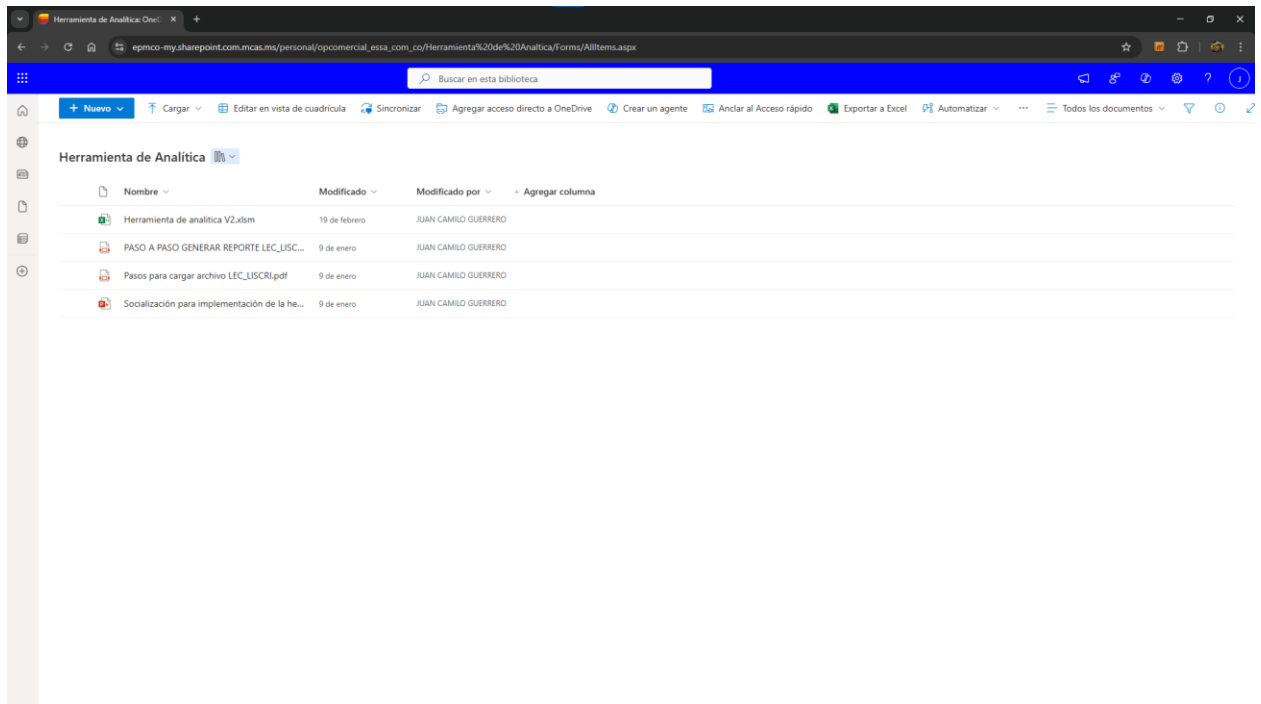 Herramienta de Analítica: OneD
epmco-my.sharepoint.com.mcas.ms/personal/opcomercial_essa_com_co/Herramienta%20de%20Analtica/Forms/AllItems.aspx
Buscar en esta biblioteca
J
+ Nuevo Cargar Editar en vista de cuadrícula Sincronizar Agregar acceso directo a OneDrive Crear un agente Anclar al Acceso rápido Exportar a Excel Automatizar ... Todos los documentos
Herramienta de Analítica
Nombre Modificado Modificado por + Agregar columna
Herramienta de analitica V2.xlsm 19 de febrero JUAN CAMILO GUERRERO
PASO A PASO GENERAR REPORTE LEC_LISC... 9 de enero JUAN CAMILO GUERRERO
Pasos para cargar archivo LEC_LISCRI.pdf 9 de enero JUAN CAMILO GUERRERO
Socialización para implementación de la he... 9 de enero JUAN CAMILO GUERRERO